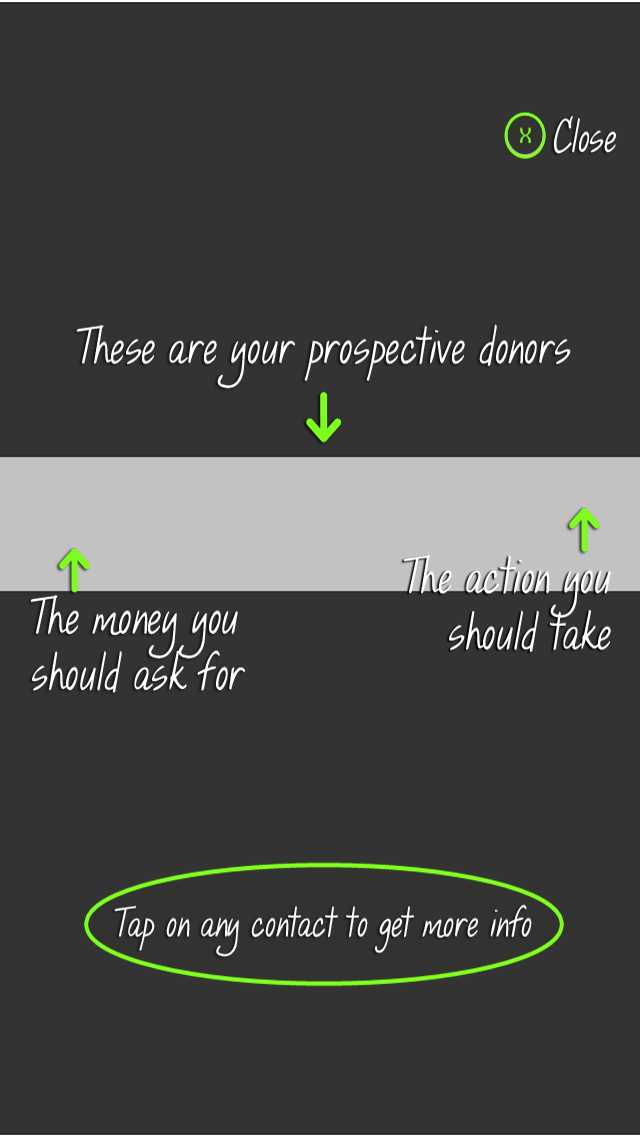 X Close
These are your prospective donors
The action you
should take
The money you
should ask for
Tap on any contact to get more info